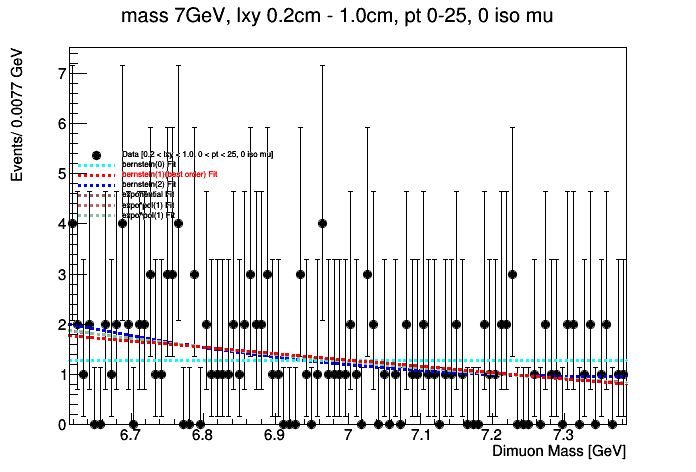 mass 7GeV, lxy 0.2cm - 1.0cm, pt 0-25, 0 iso mu
Events/ 0.0077 GeV
7
6
5
4
3
2
1
0
Data [0.2 < lxy < 1.0, 0 < pt < 25, 0 iso mu]
bernstein(0) Fit
bernstein(1)(best order) Fit
bernstein(2) Fit
exponential Fit
expo*pol(1) Fit
expo*pol(1) Fit
6.7 6.8 6.9 7 7.1 7.2 7.3
Dimuon Mass [GeV]